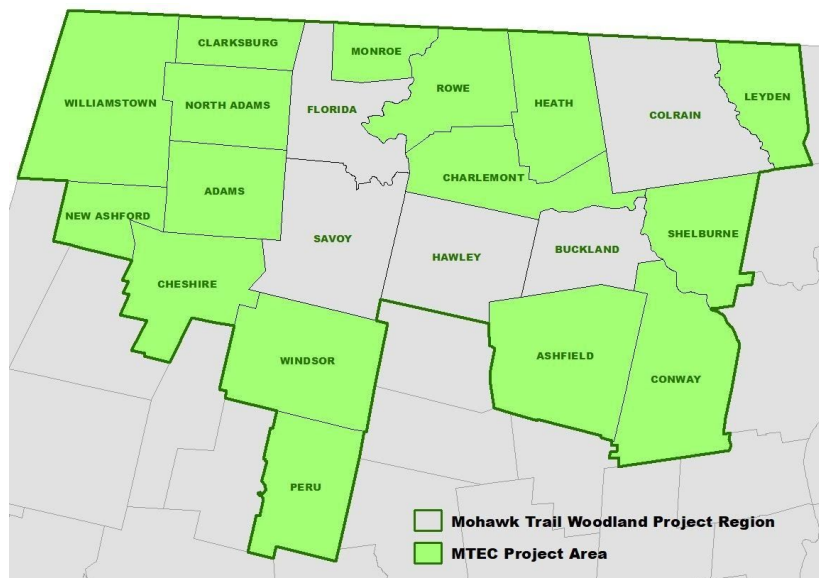 CLARKSBURG
MONROE
WILLIAMSTOWN
NORTH ADAMS
FLORIDA
ROWE
HEATH
COLRAIN
LEYDEN
ADAMS
CHARLEMONT
NEW ASHFORD
SAVOY
HAWLEY
BUCKLAND
SHELBURNE
CHESHIRE
WINDSOR
ASHFIELD
CONWAY
PERU
Mohawk Trail Woodland Project Region
MTEC Project Area